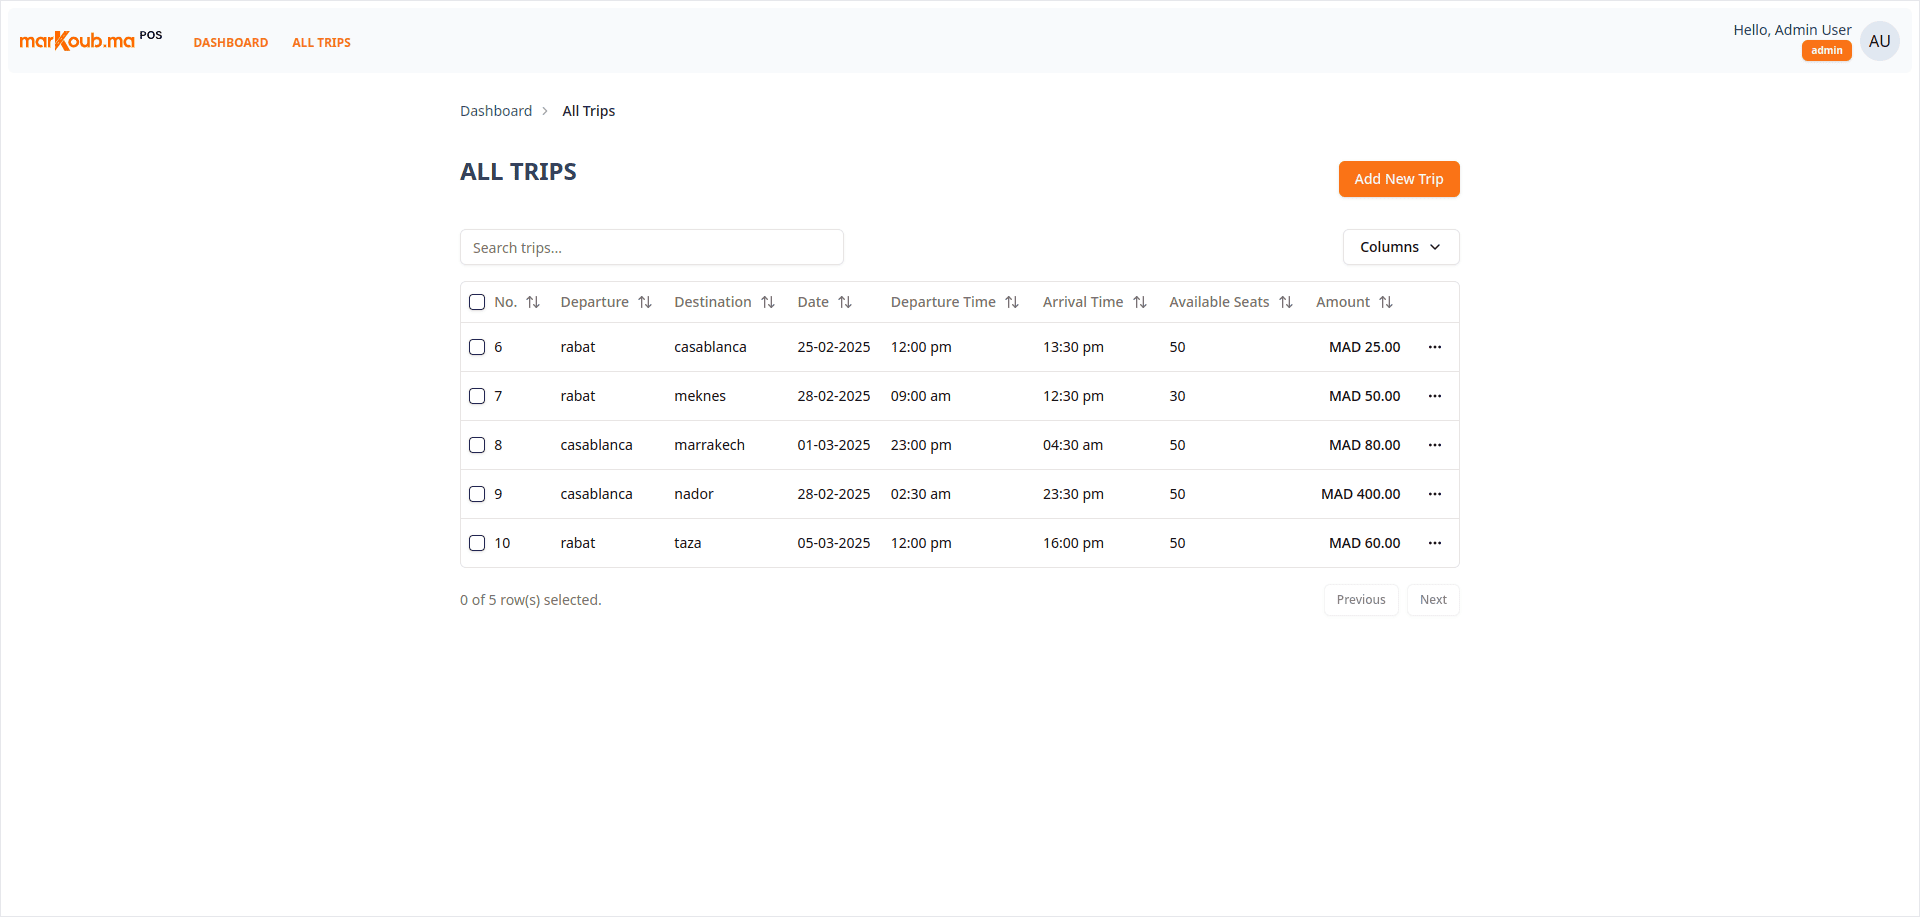 marKoub.ma POS DASHBOARD ALL TRIPS Hello, Admin User AU
admin
Dashboard All Trips
ALL TRIPS
Add New Trip
Search trips...
Columns
No. Departure Destination Date Departure Time Arrival Time Available Seats Amount
6 rabat casablanca 25-02-2025 12:00 pm 13:30 pm 50 MAD 25.00 ...
7 rabat meknes 28-02-2025 09:00 am 12:30 pm 30 MAD 50.00 ...
8 casablanca marrakech 01-03-2025 23:00 pm 04:30 am 50 MAD 80.00 ...
9 casablanca nador 28-02-2025 02:30 am 23:30 pm 50 MAD 400.00 ...
10 rabat taza 05-03-2025 12:00 pm 16:00 pm 50 MAD 60.00 ...
0 of 5 row(s) selected.
Previous Next